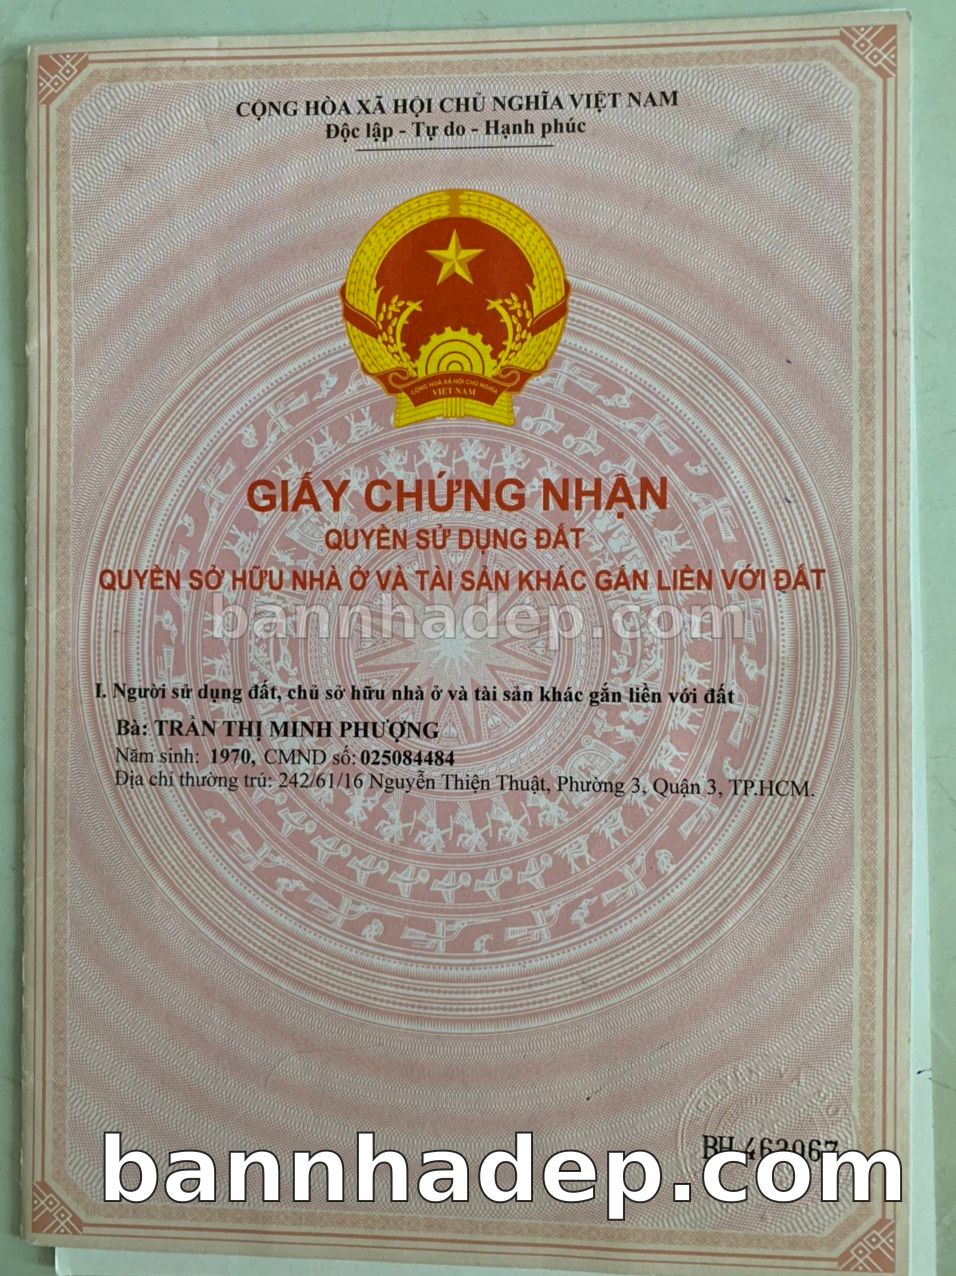 CỘNG HÒA XÃ HỘI CHỦ NGHĨA VIỆT NAM
Độc lập - Tự do - Hạnh phúc
CỘNG HOÀ XÃ HỘI CHỦ NGHĨA
VIỆT NAM
GIẤY CHỨNG NHẬN
QUYỀN SỬ DỤNG ĐẤT
QUYỀN SỞ HỮU NHÀ Ở VÀ TÀI SẢN KHÁC GẮN LIỀN VỚI ĐẤT
bannhadep.com
I. Người sử dụng đất, chủ sở hữu nhà ở và tài sản khác gắn liền với đất
Bà: TRẦN THỊ MINH PHƯỢNG
Năm sinh: 1970, CMND số: 025084484
Địa chỉ thường trú: 242/61/16 Nguyễn Thiện Thuật, Phường 3, Quận 3, TP.HCM.
BH 463067
bannhadep.com